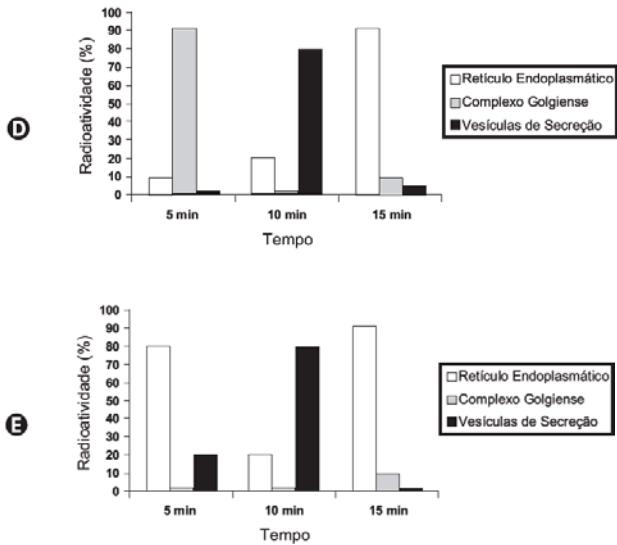 D
Radioatividade (%)
100
90
80
70
60
50
40
30
20
10
0
5 min 10 min 15 min
Tempo
Retículo Endoplasmático
Complexo Golgiense
Vesículas de Secreção
E
Radioatividade (%)
100
90
80
70
60
50
40
30
20
10
0
5 min 10 min 15 min
Tempo
Retículo Endoplasmático
Complexo Golgiense
Vesículas de Secreção